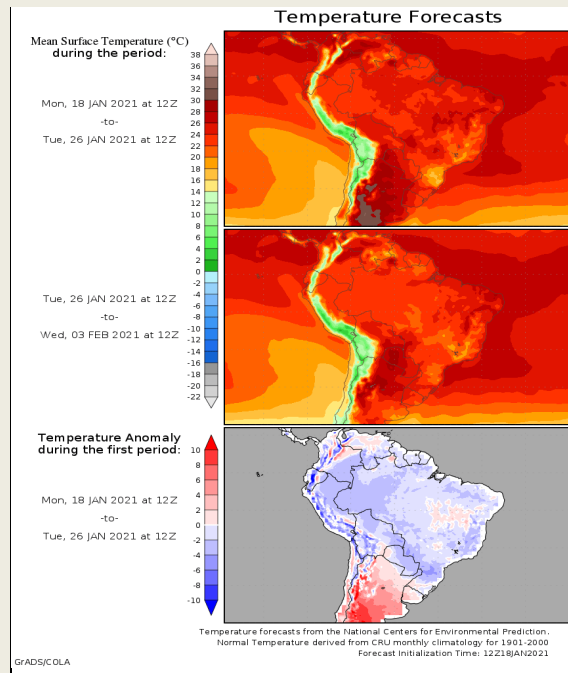 Temperature Forecasts
Mean Surface Temperature (°C)
during the period:
Mon, 18 JAN 2021 at 12Z
-to-
Tue, 26 JAN 2021 at 12Z
38
36
34
32
30
28
26
24
22
20
18
16
14
12
10
8
6
4
2
0
-2
-4
-6
-8
-10
-12
-14
-16
-18
-20
-22
Tue, 26 JAN 2021 at 12Z
-to-
Wed, 03 FEB 2021 at 12Z
Temperature Anomaly
during the first period:
Mon, 18 JAN 2021 at 12Z
-to-
Tue, 26 JAN 2021 at 12Z
10
8
6
4
2
0
-2
-4
-6
-8
-10
Temperature forecasts from the National Centers for Environmental Prediction.
Normal Temperature derived from CRU monthly climatology for 1901-2000
Forecast Initialization Time: 12Z18JAN2021
GrADS/COLA